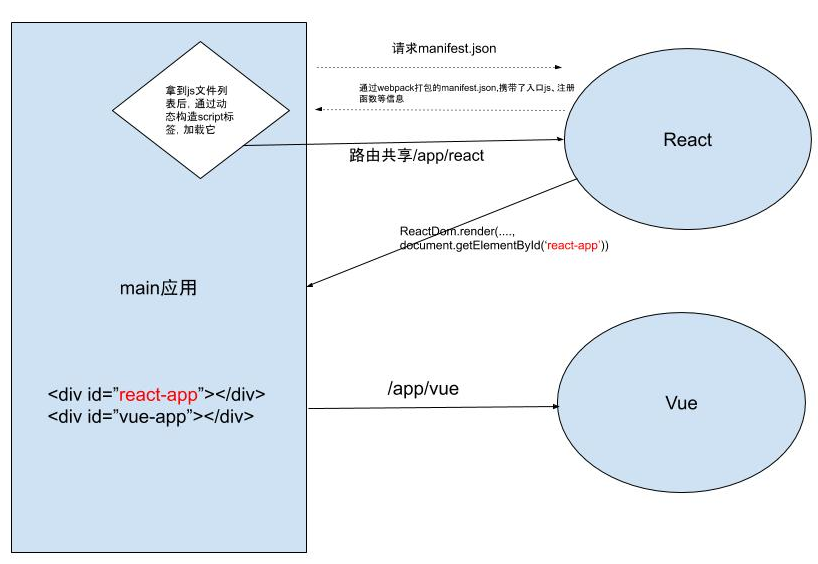 请求manifest.json
通过webpack打包的manifest.json,携带了入口js、注册
函数等信息
拿到js文件列
表后，通过动
态构造script标
签，加载它
React
路由共享/app/react
ReactDom.render(....,
document.getElementById(‘react-app’))
main应用
<div id=”react-app”></div>
<div id=”vue-app”></div>
/app/vue
Vue